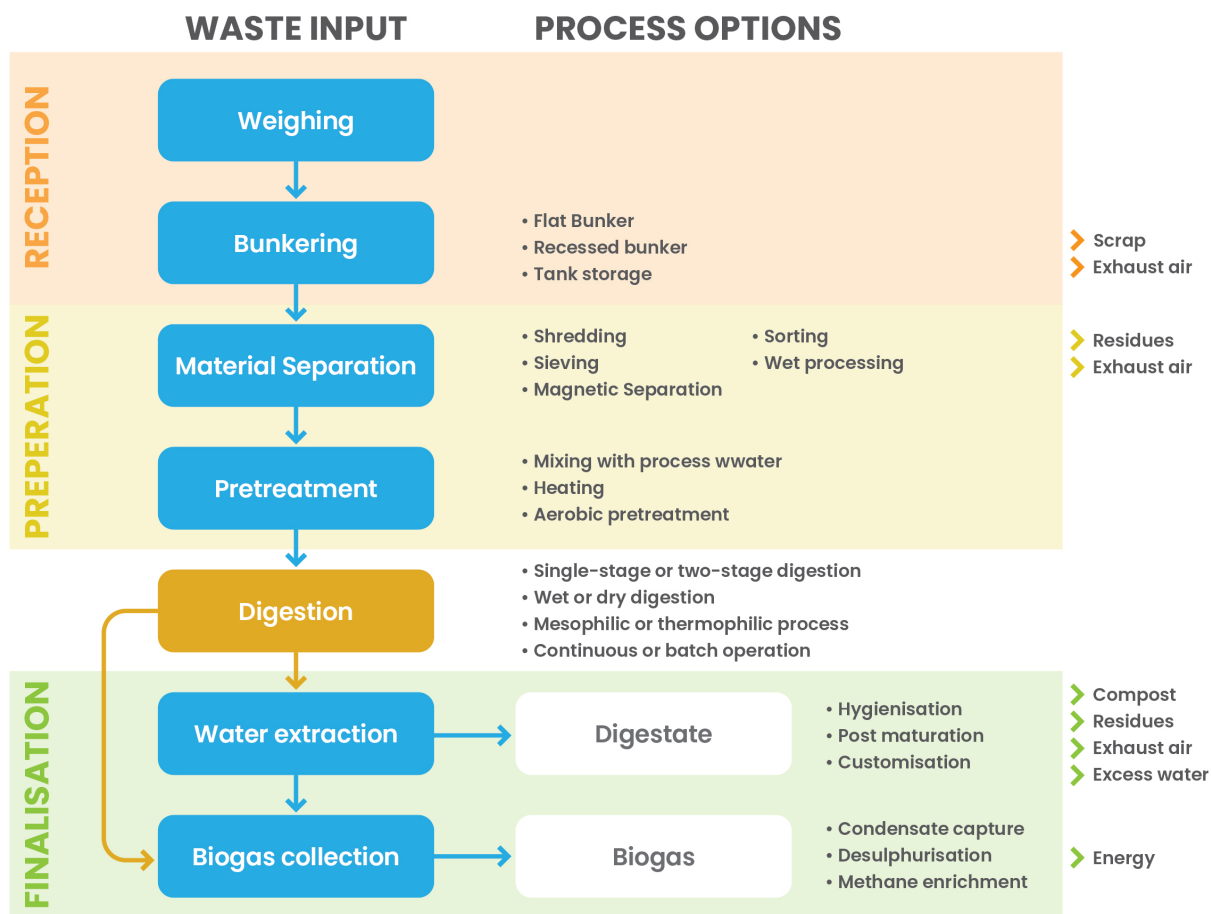 WASTE INPUT
PROCESS OPTIONS
RECEPTION
Weighing
Bunkering
• Flat Bunker
• Recessed bunker
• Tank storage
Scrap
Exhaust air
PREPERATION
Material Separation
• Shredding
• Sieving
• Magnetic Separation
• Sorting
• Wet processing
Residues
Exhaust air
Pretreatment
• Mixing with process wwater
• Heating
• Aerobic pretreatment
Digestion
• Single-stage or two-stage digestion
• Wet or dry digestion
• Mesophilic or thermophilic process
• Continuous or batch operation
FINALISATION
Water extraction
Digestate
• Hygienisation
• Post maturation
• Customisation
Compost
Residues
Exhaust air
Excess water
Biogas collection
Biogas
• Condensate capture
• Desulphurisation
• Methane enrichment
Energy